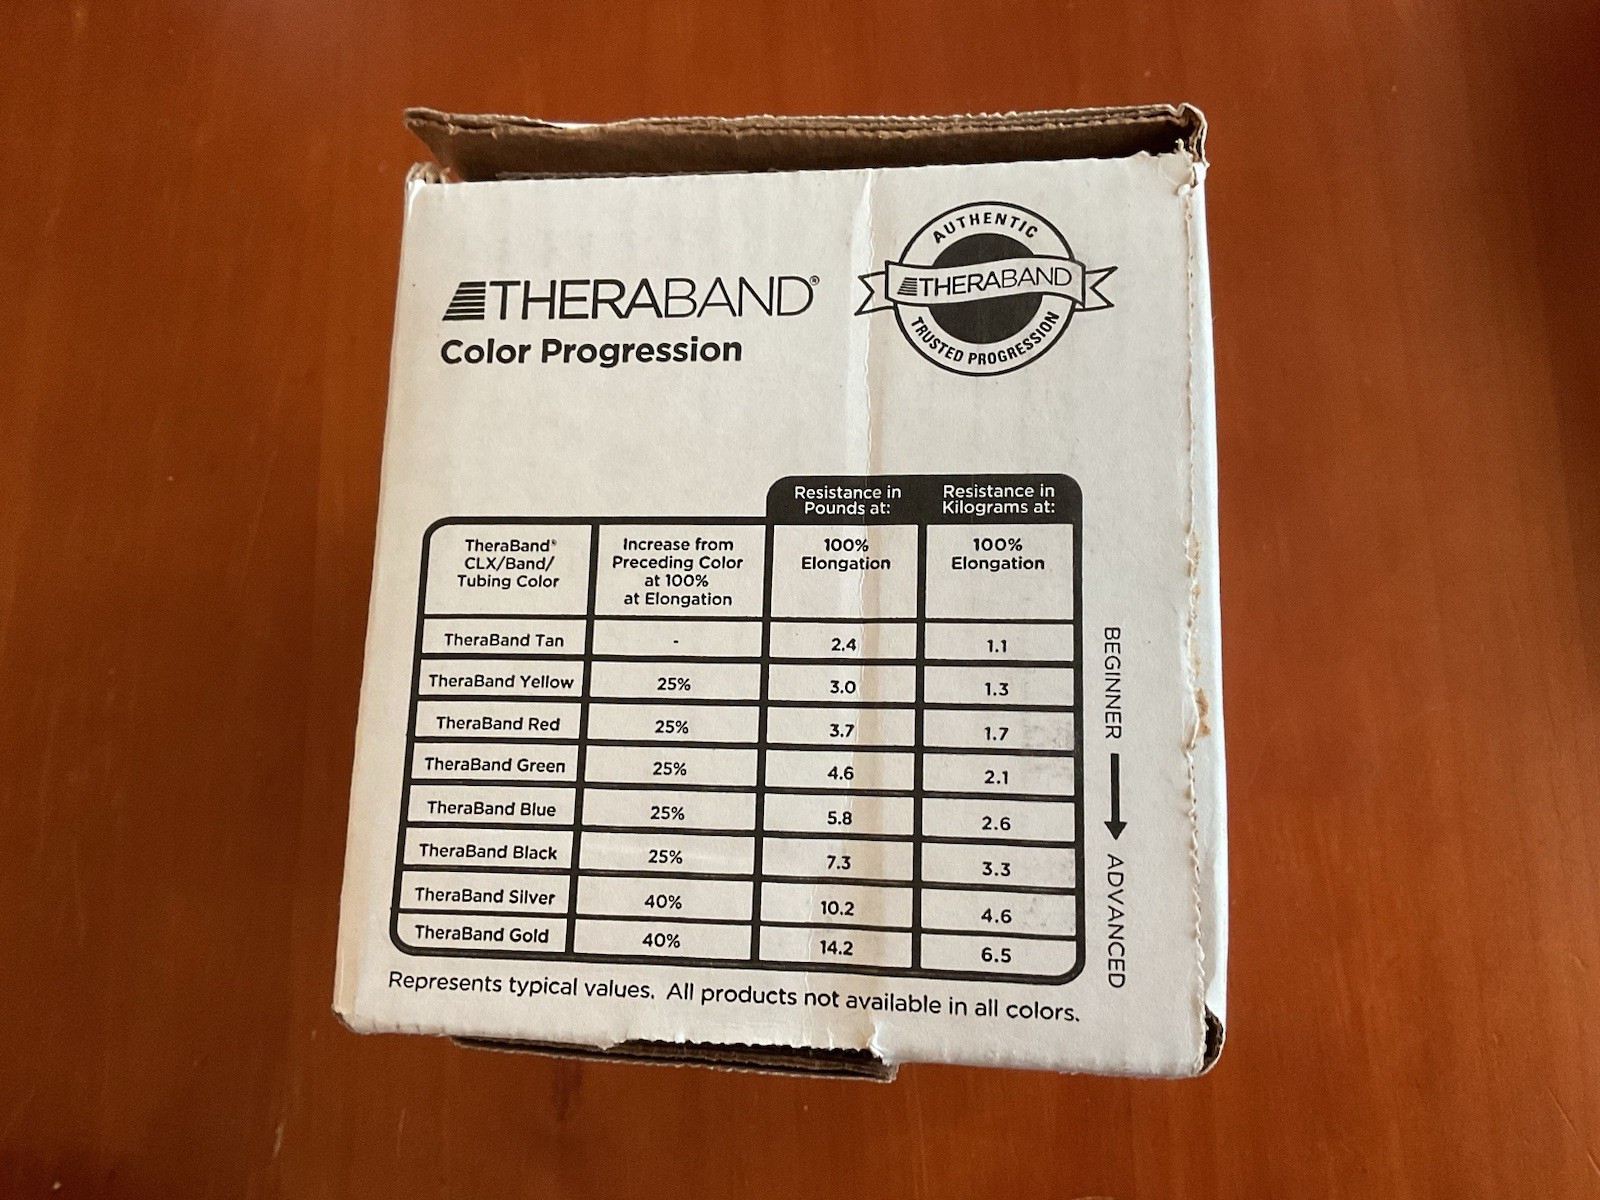 THERABAND®
Color Progression
AUTHENTIC
THERABAND
TRUSTED PROGRESSION
Resistance in
Pounds at:
Resistance in
Kilograms at:
TheraBand®
CLX/Band/
Tubing Color
Increase from
Preceding Color
at 100%
at Elongation
100%
Elongation
100%
Elongation
TheraBand Tan - 2.4 1.1
TheraBand Yellow 25% 3.0 1.3
TheraBand Red 25% 3.7 1.7
TheraBand Green 25% 4.6 2.1
TheraBand Blue 25% 5.8 2.6
TheraBand Black 25% 7.3 3.3
TheraBand Silver 40% 10.2 4.6
TheraBand Gold 40% 14.2 6.5
BEGINNER
ADVANCED
Represents typical values. All products not available in all colors.